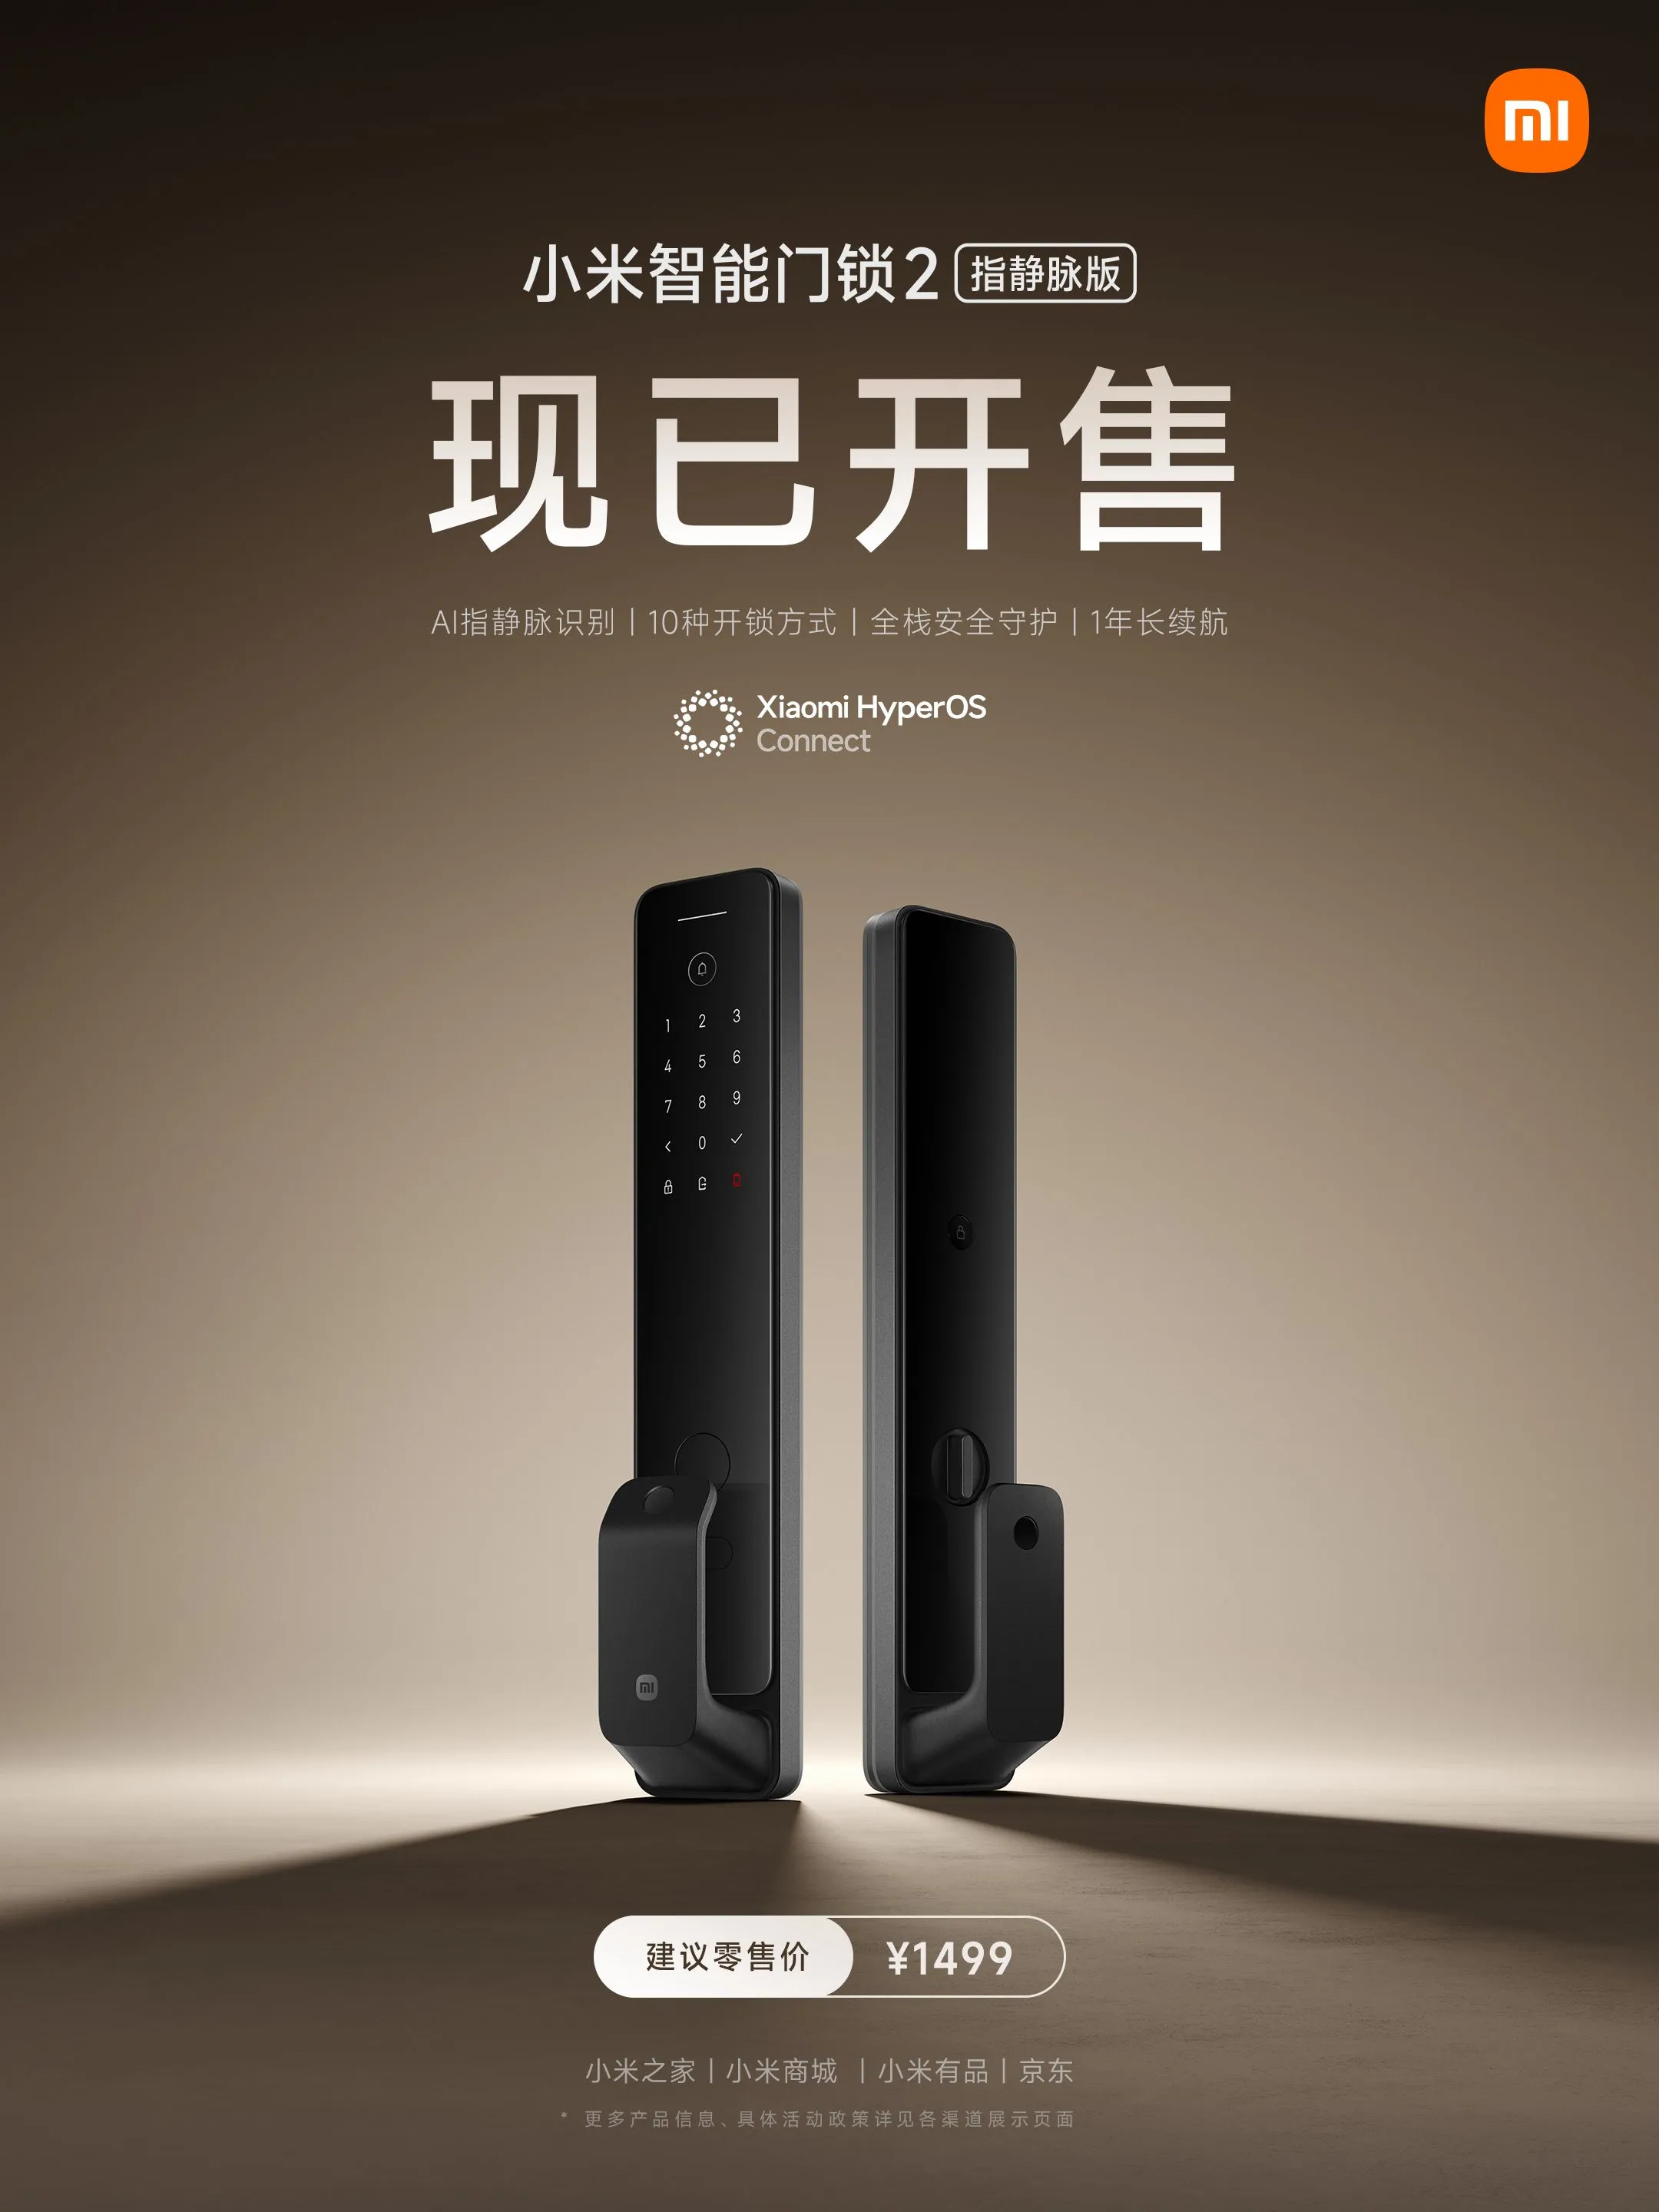 mi
小米智能门锁2 指静脉版
现已开售
AI指静脉识别 | 10种开锁方式 | 全栈安全守护 | 1年长续航
Xiaomi HyperOS
Connect
1 2 3
4 5 6
7 8 9
0
mi
建议零售价 ¥1499
小米之家 | 小米商城 | 小米有品 | 京东
* 更多产品信息、具体活动政策详见各渠道展示页面